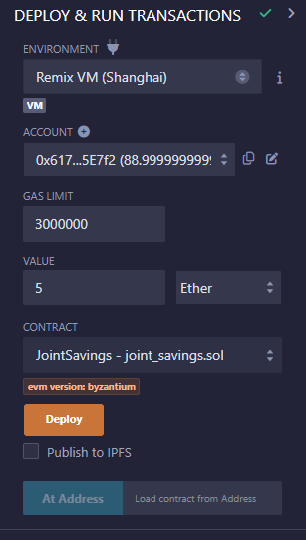 DEPLOY & RUN TRANSACTIONS
ENVIRONMENT
Remix VM (Shanghai)
VM
ACCOUNT
0x617...5E7f2 (88.9999999999
GAS LIMIT
3000000
VALUE
5 Ether
CONTRACT
JointSavings - joint_savings.sol
evm version: byzantium
Deploy
Publish to IPFS
At Address Load contract from Address